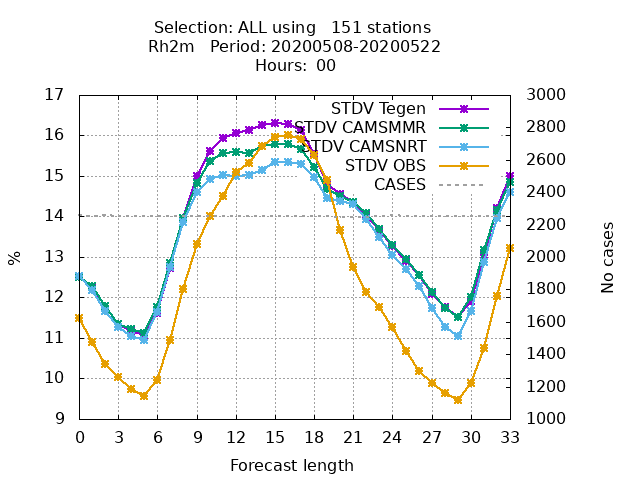 Selection: ALL using   151 stations
Rh2m   Period: 20200508-20200522
Hours:  00
17
16
15
14
13
12
11
10
9
%
3000
2800
2600
2400
2200
2000
1800
1600
1400
1200
1000
No cases
STDV Tegen
STDV CAMSMMR
STDV CAMSNRT
STDV OBS
CASES
0 3 6 9 12 15 18 21 24 27 30 33
Forecast length